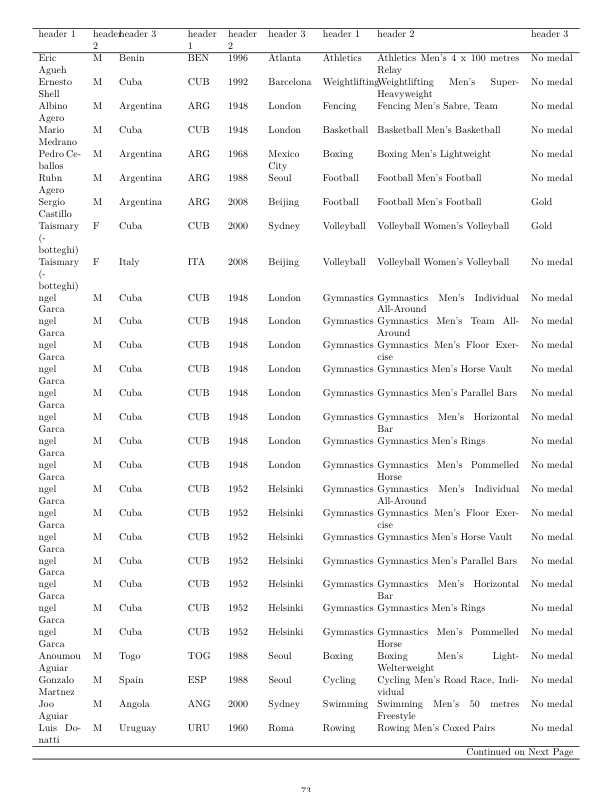 header 1 header 2 header 3 header 1 header 2 header 3 header 1 header 2 header 3
Eric Agueh M Benin BEN 1996 Atlanta Athletics Athletics Men's 4 x 100 metres Relay No medal
Ernesto Shell M Cuba CUB 1992 Barcelona Weightlifting Weightlifting Men's Super-Heavyweight No medal
Albino Agero M Argentina ARG 1948 London Fencing Fencing Men's Sabre, Team No medal
Mario Medrano M Cuba CUB 1948 London Basketball Basketball Men's Basketball No medal
Pedro Ce-ballos M Argentina ARG 1968 Mexico City Boxing Boxing Men's Lightweight No medal
Rubn Agero M Argentina ARG 1988 Seoul Football Football Men's Football No medal
Sergio Castillo M Argentina ARG 2008 Beijing Football Football Men's Football Gold
Taismary (-botteghi) F Cuba CUB 2000 Sydney Volleyball Volleyball Women's Volleyball Gold
Taismary (-botteghi) F Italy ITA 2008 Beijing Volleyball Volleyball Women's Volleyball No medal
ngel Garca M Cuba CUB 1948 London Gymnastics Gymnastics Men's Individual All-Around No medal
ngel Garca M Cuba CUB 1948 London Gymnastics Gymnastics Men's Team All-Around No medal
ngel Garca M Cuba CUB 1948 London Gymnastics Gymnastics Men's Floor Exer-cise No medal
ngel Garca M Cuba CUB 1948 London Gymnastics Gymnastics Men's Horse Vault No medal
ngel Garca M Cuba CUB 1948 London Gymnastics Gymnastics Men's Parallel Bars No medal
ngel Garca M Cuba CUB 1948 London Gymnastics Gymnastics Men's Horizontal Bar No medal
ngel Garca M Cuba CUB 1948 London Gymnastics Gymnastics Men's Rings No medal
ngel Garca M Cuba CUB 1948 London Gymnastics Gymnastics Men's Pommelled Horse No medal
ngel Garca M Cuba CUB 1952 Helsinki Gymnastics Gymnastics Men's Individual All-Around No medal
ngel Garca M Cuba CUB 1952 Helsinki Gymnastics Gymnastics Men's Floor Exer-cise No medal
ngel Garca M Cuba CUB 1952 Helsinki Gymnastics Gymnastics Men's Horse Vault No medal
ngel Garca M Cuba CUB 1952 Helsinki Gymnastics Gymnastics Men's Parallel Bars No medal
ngel Garca M Cuba CUB 1952 Helsinki Gymnastics Gymnastics Men's Horizontal Bar No medal
ngel Garca M Cuba CUB 1952 Helsinki Gymnastics Gymnastics Men's Rings No medal
ngel Garca M Cuba CUB 1952 Helsinki Gymnastics Gymnastics Men's Pommelled Horse No medal
Anoumou Aguiar M Togo TOG 1988 Seoul Boxing Boxing Men's Light-Welterweight No medal
Gonzalo Martnez M Spain ESP 1988 Seoul Cycling Cycling Men's Road Race, Indi-vidual No medal
Joo Aguiar M Angola ANG 2000 Sydney Swimming Swimming Men's 50 metres Freestyle No medal
Luis Do-natti M Uruguay URU 1960 Roma Rowing Rowing Men's Coxed Pairs No medal
Continued on Next Page
73